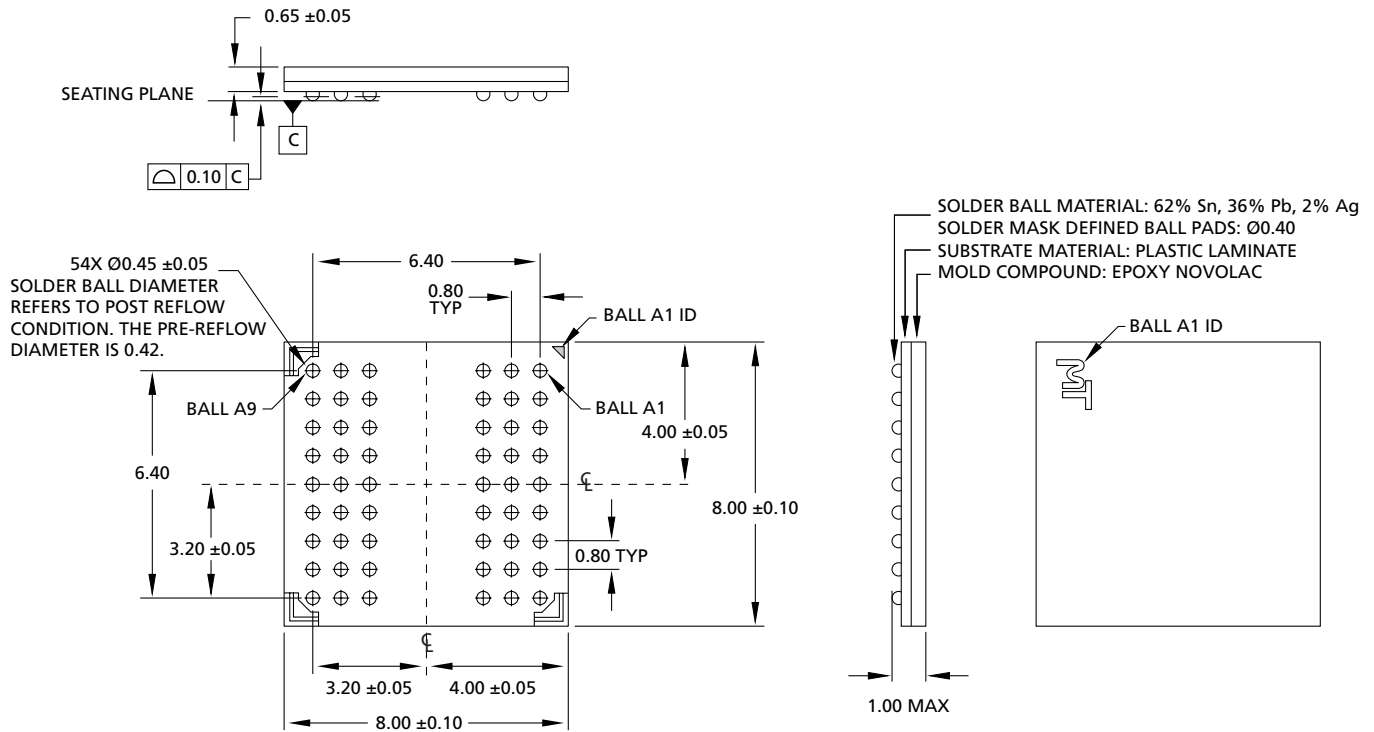 0.65 ±0.05
SEATING PLANE
C
0.10 C
SOLDER BALL MATERIAL: 62% Sn, 36% Pb, 2% Ag
SOLDER MASK DEFINED BALL PADS: Ø0.40
SUBSTRATE MATERIAL: PLASTIC LAMINATE
MOLD COMPOUND: EPOXY NOVOLAC
54X Ø0.45 ±0.05
SOLDER BALL DIAMETER
REFERS TO POST REFLOW
CONDITION. THE PRE-REFLOW
DIAMETER IS 0.42.
6.40
0.80
TYP
BALL A1 ID
BALL A1 ID
MT
BALL A9
BALL A1
4.00 ±0.05
6.40
℄
8.00 ±0.10
3.20 ±0.05
0.80 TYP
℄
3.20 ±0.05
4.00 ±0.05
8.00 ±0.10
1.00 MAX